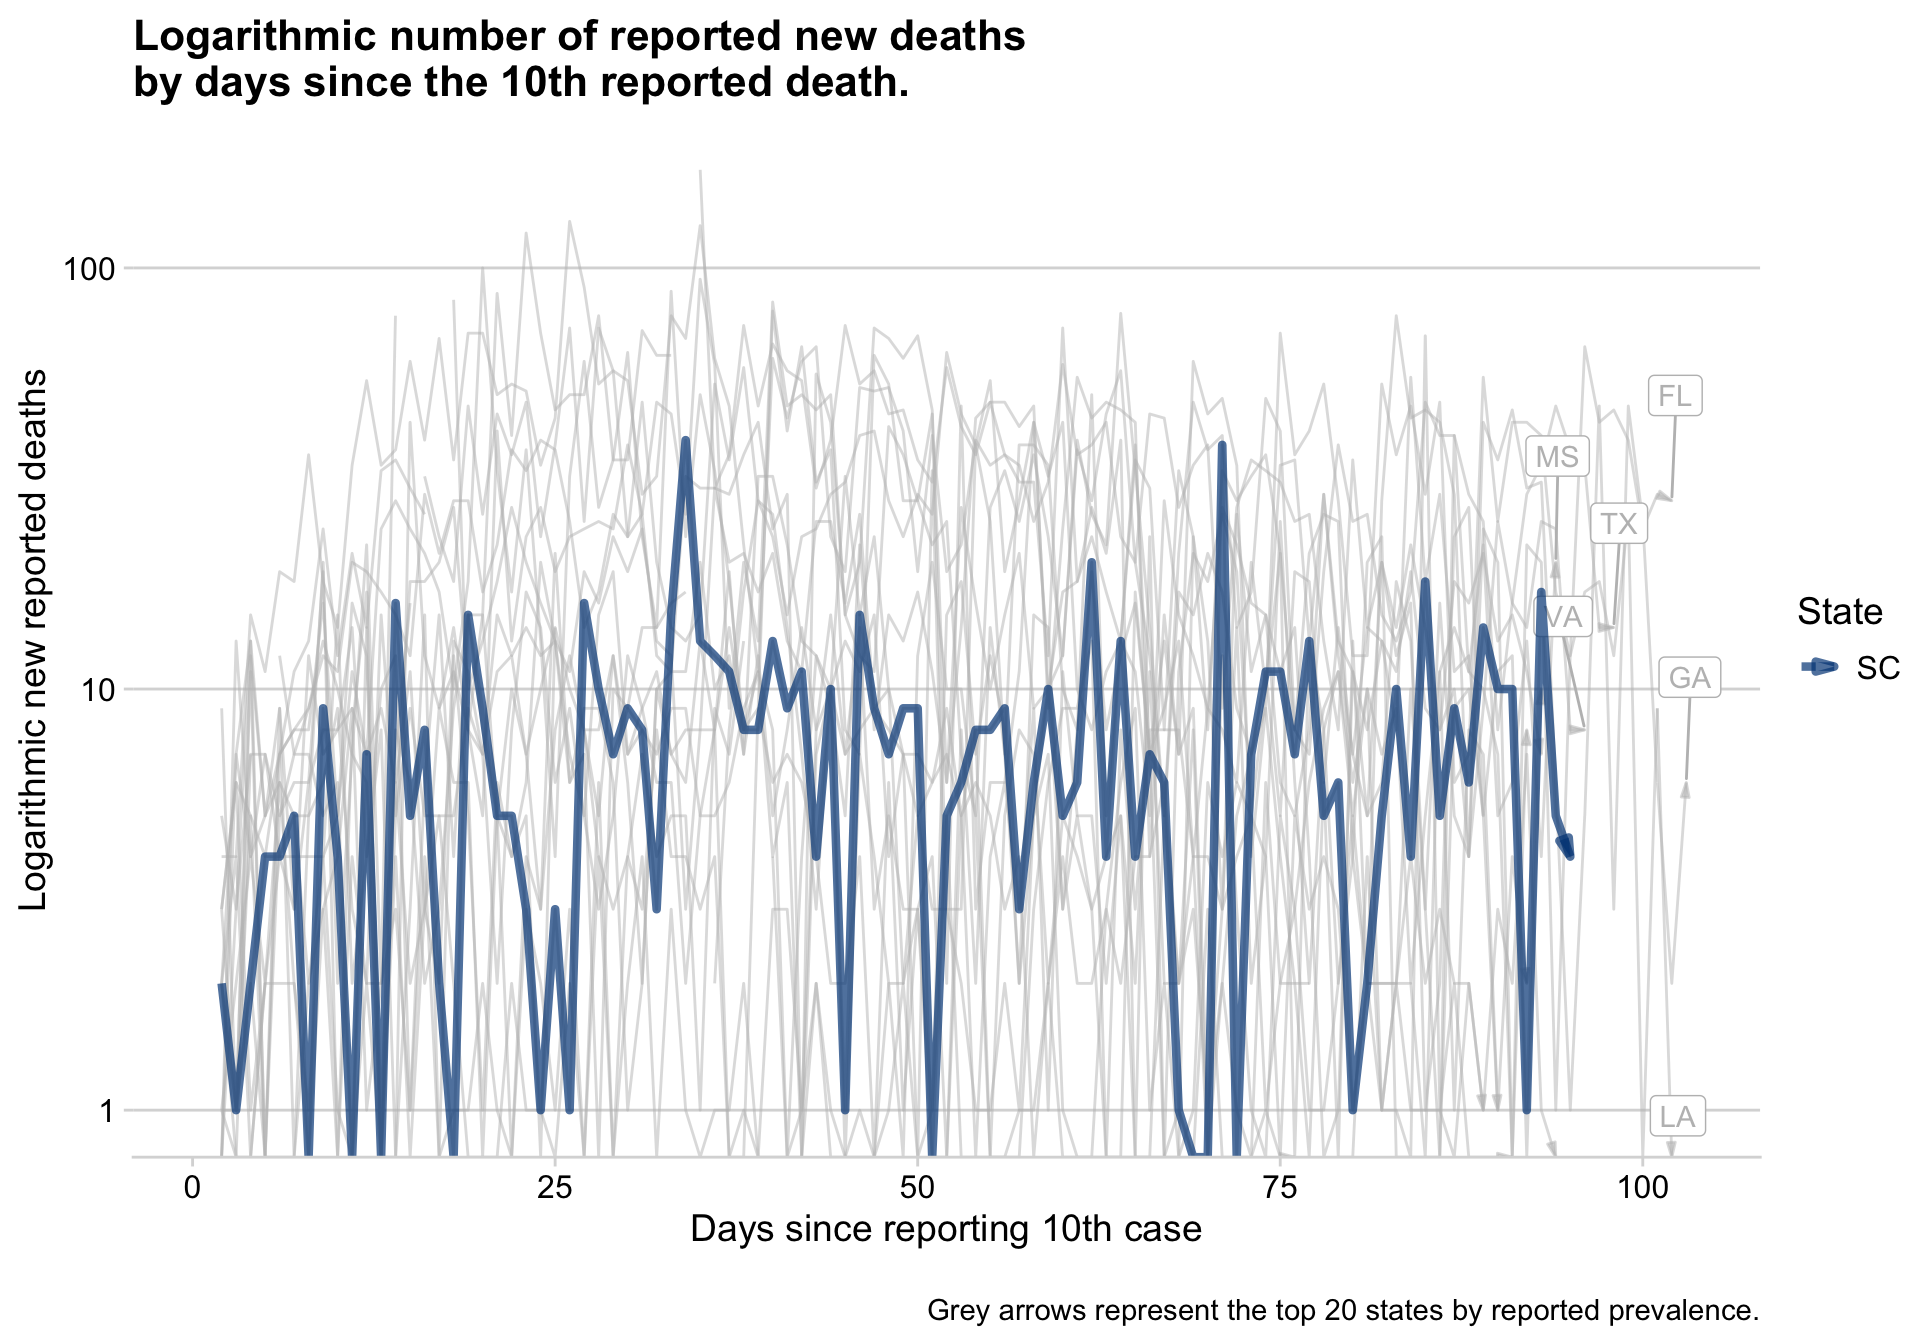 Logarithmic number of reported new deaths
by days since the 10th reported death.
Logarithmic new reported deaths
100
10
1
FL
MS
TX
VA
GA
LA
State
SC
0
25
50
75
100
Days since reporting 10th case
Grey arrows represent the top 20 states by reported prevalence.